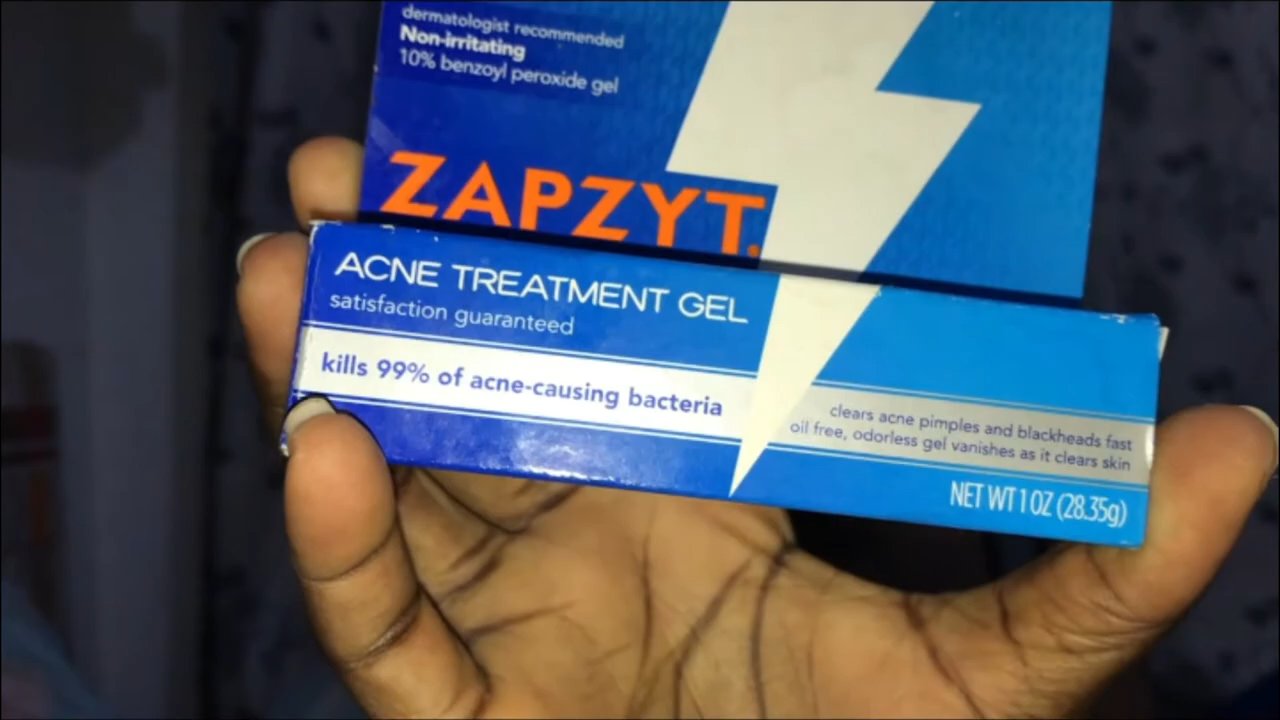 dermatologist recommended
Non-irritating
10% benzoyl peroxide gel
ZAPZYT.
ACNE TREATMENT GEL
satisfaction guaranteed
kills 99% of acne-causing bacteria
clears acne pimples and blackheads fast
oil free, odorless gel vanishes as it clears skin
NET WT 1 OZ (28.35g)